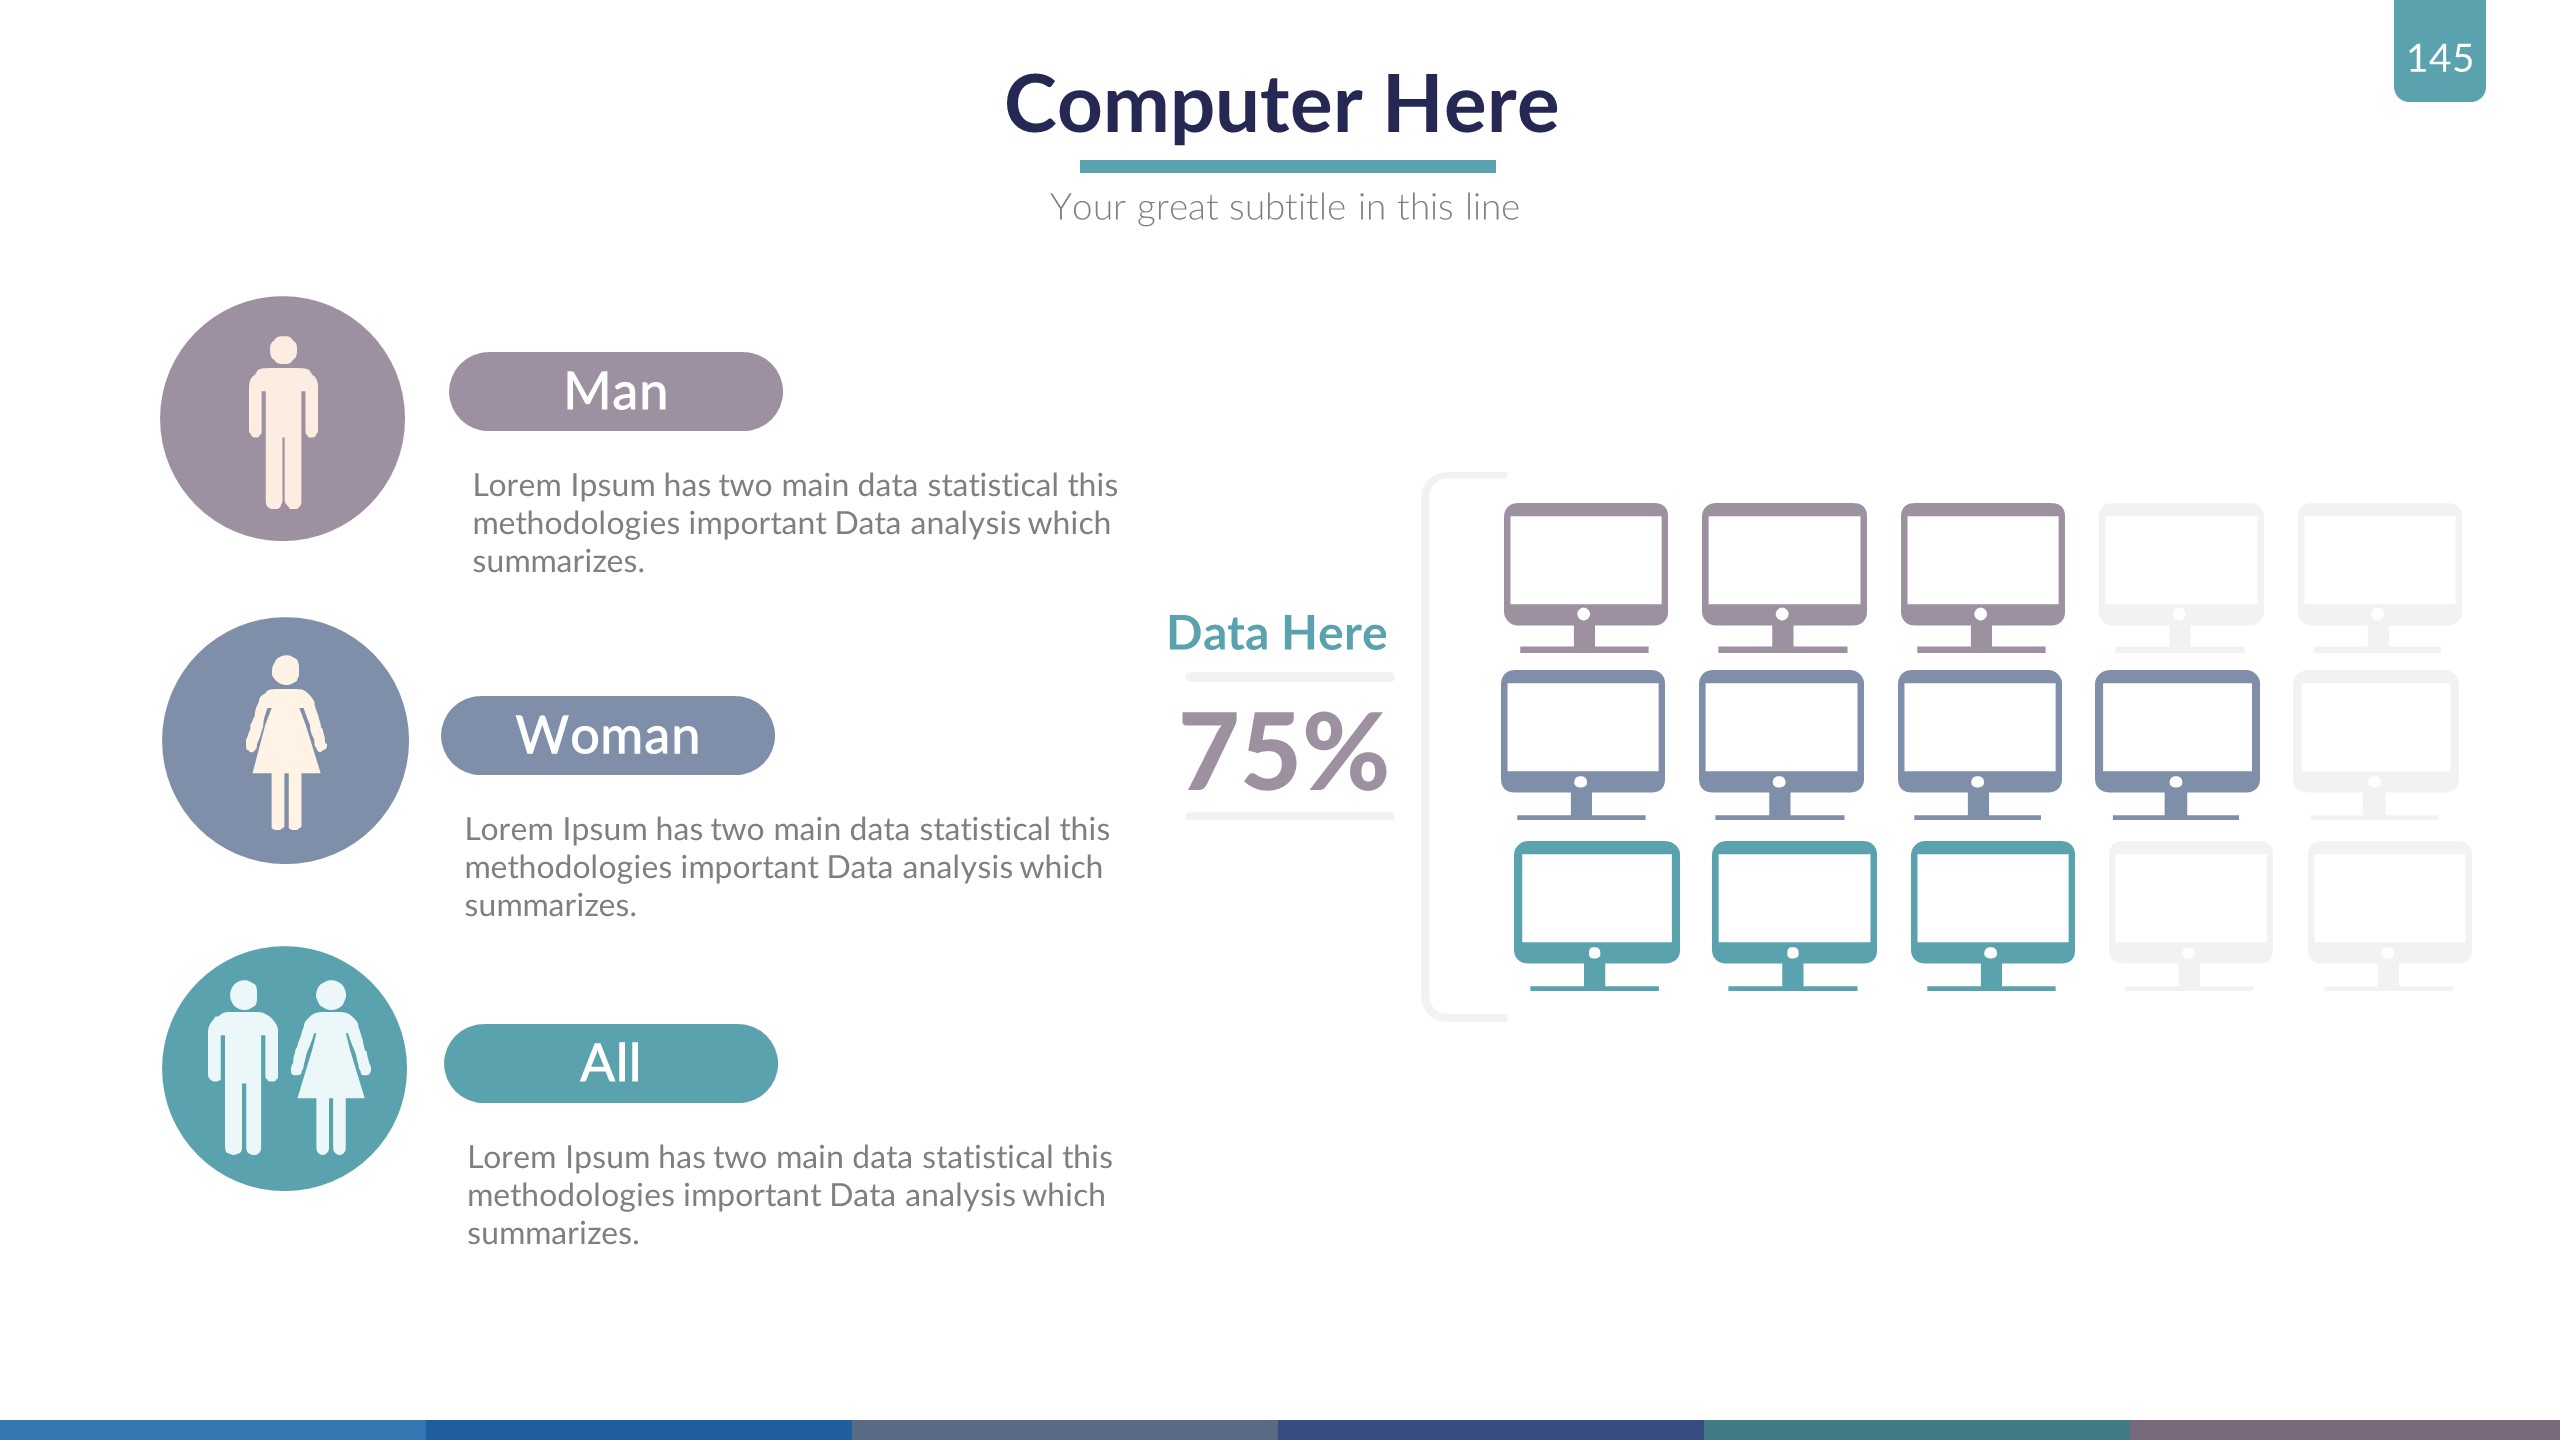 145
Computer Here
Your great subtitle in this line
Man
Lorem Ipsum has two main data statistical this
methodologies important Data analysis which
summarizes.
Woman
Lorem Ipsum has two main data statistical this
methodologies important Data analysis which
summarizes.
All
Lorem Ipsum has two main data statistical this
methodologies important Data analysis which
summarizes.
Data Here
75%